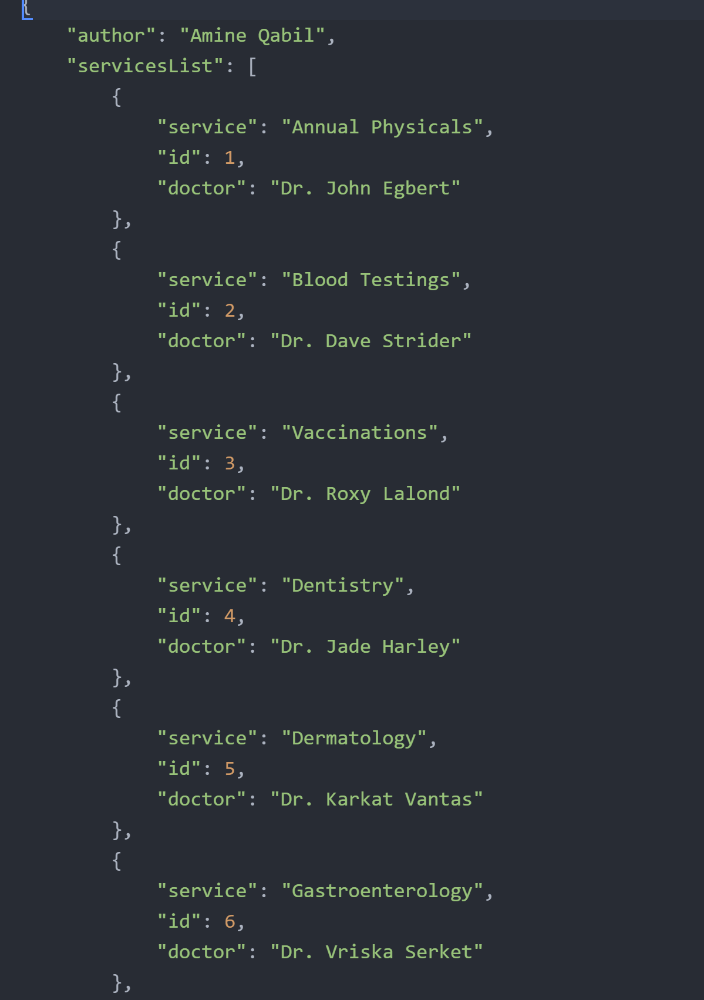 {
    "author": "Amine Qabil",
    "servicesList": [
        {
            "service": "Annual Physicals",
            "id": 1,
            "doctor": "Dr. John Egbert"
        },
        {
            "service": "Blood Testings",
            "id": 2,
            "doctor": "Dr. Dave Strider"
        },
        {
            "service": "Vaccinations",
            "id": 3,
            "doctor": "Dr. Roxy Lalond"
        },
        {
            "service": "Dentistry",
            "id": 4,
            "doctor": "Dr. Jade Harley"
        },
        {
            "service": "Dermatology",
            "id": 5,
            "doctor": "Dr. Karkat Vantas"
        },
        {
            "service": "Gastroenterology",
            "id": 6,
            "doctor": "Dr. Vriska Serket"
        },